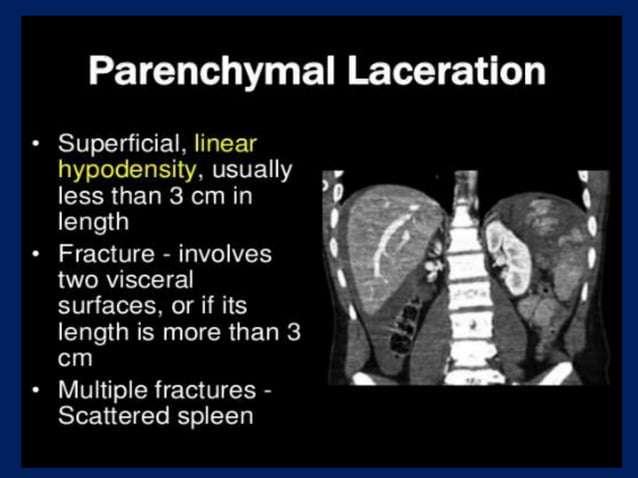 Parenchymal Laceration
• Superficial, linear
hypodensity, usually
less than 3 cm in
length
• Fracture - involves
two visceral
surfaces, or if its
length is more than 3
cm
• Multiple fractures -
Scattered spleen